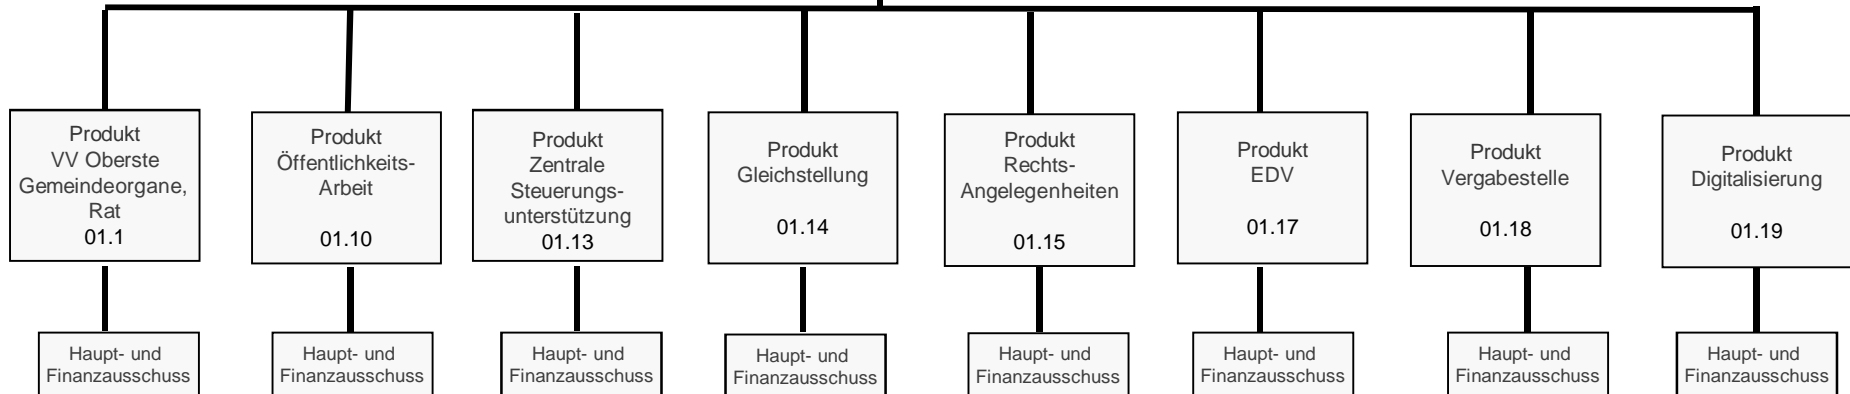 Produkt
VV Oberste
Gemeindeorgane,
Rat
01.1
Produkt
Öffentlichkeits-
Arbeit
01.10
Produkt
Zentrale
Steuerungs-
unterstützung
01.13
Produkt
Gleichstellung
01.14
Produkt
Rechts-
Angelegenheiten
01.15
Produkt
EDV
01.17
Produkt
Vergabestelle
01.18
Produkt
Digitalisierung
01.19
Haupt- und
Finanzausschuss
Haupt- und
Finanzausschuss
Haupt- und
Finanzausschuss
Haupt- und
Finanzausschuss
Haupt- und
Finanzausschuss
Haupt- und
Finanzausschuss
Haupt- und
Finanzausschuss
Haupt- und
Finanzausschuss